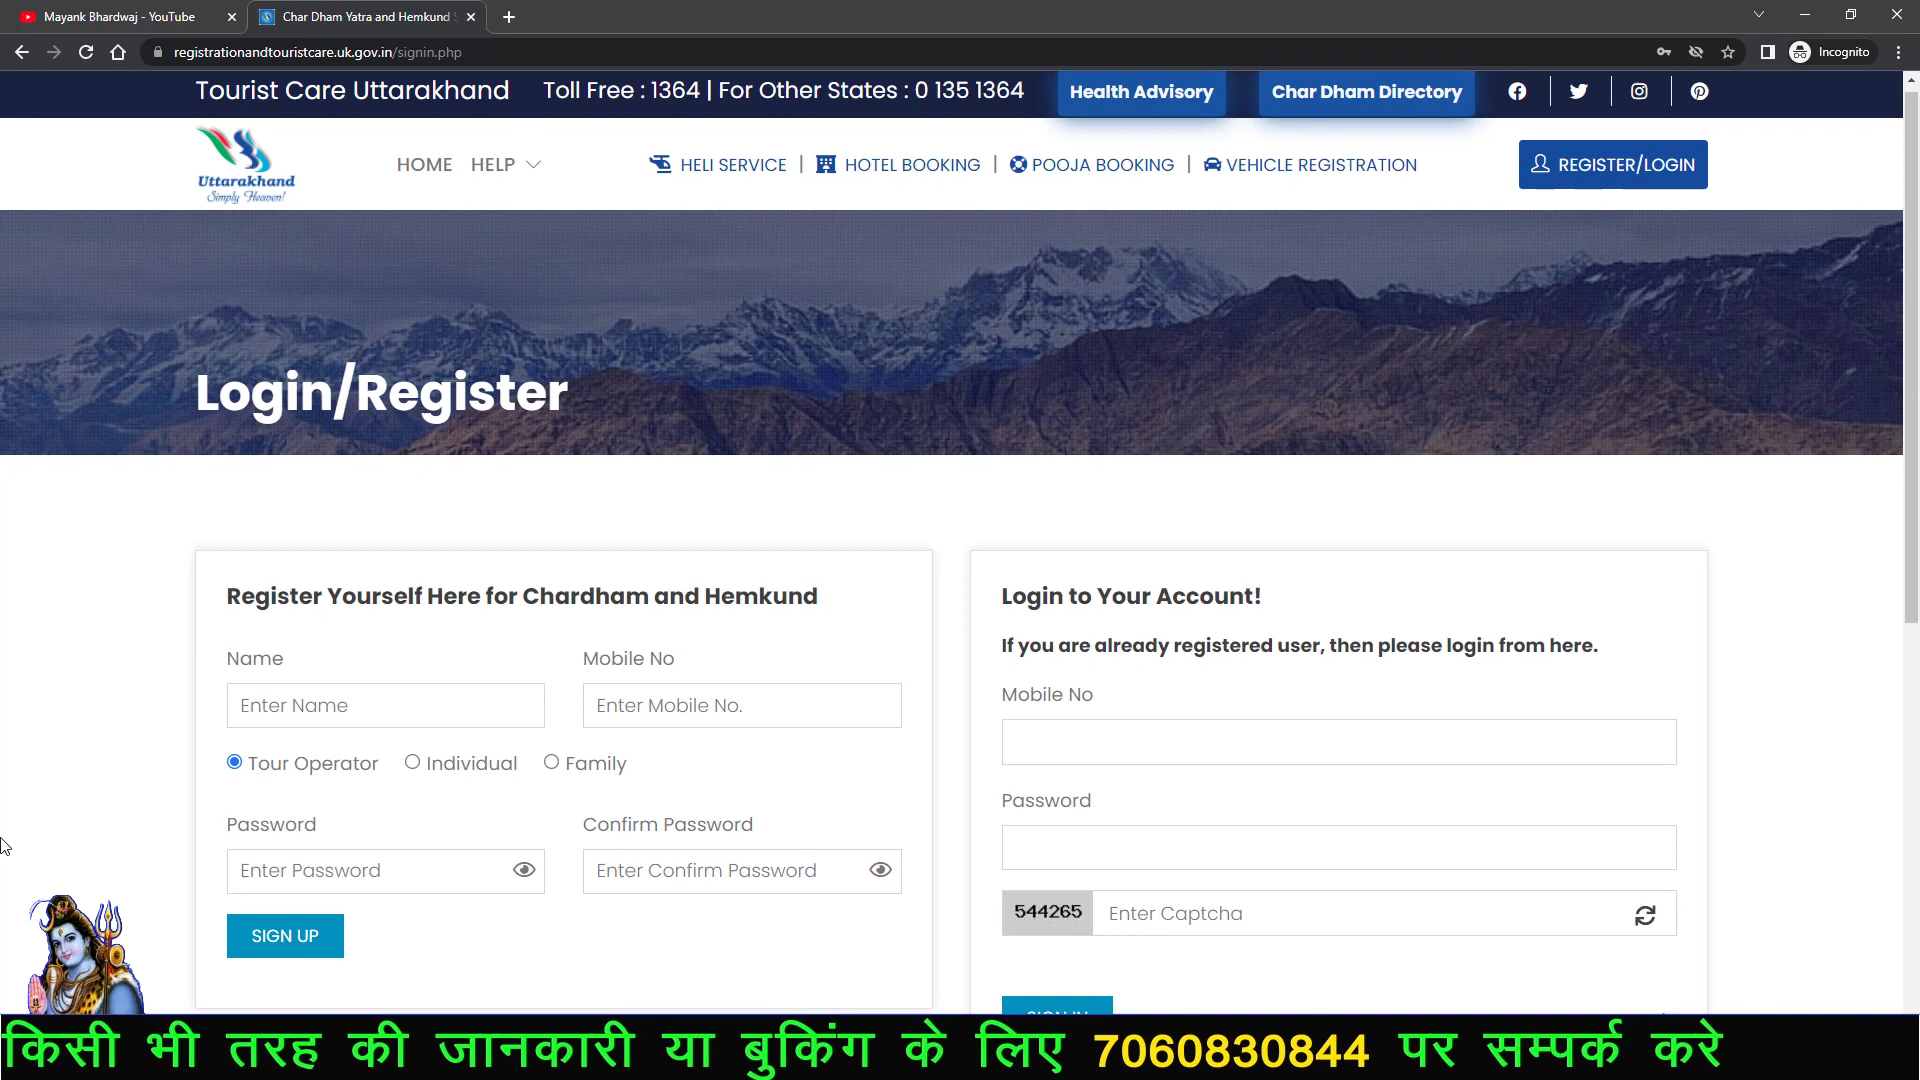 Mayank Bhardwaj - YouTube
Char Dham Yatra and Hemkund
registrationandtouristcare.uk.gov.in/signin.php
Incognito
Tourist Care Uttarakhand
Toll Free : 1364 | For Other States : 0 135 1364
Health Advisory
Char Dham Directory
Uttarakhand
Simply Heaven!
HOME
HELP
HELI SERVICE | HOTEL BOOKING | POOJA BOOKING | VEHICLE REGISTRATION
REGISTER/LOGIN
Login/Register
Register Yourself Here for Chardham and Hemkund
Name
Mobile No
Enter Name
Enter Mobile No.
Tour Operator
Individual
Family
Password
Confirm Password
Enter Password
Enter Confirm Password
SIGN UP
Login to Your Account!
If you are already registered user, then please login from here.
Mobile No
Password
544265
Enter Captcha
SIGN IN
किसी भी तरह की जानकारी या बुकिंग के लिए 7060830844 पर सम्पर्क करे